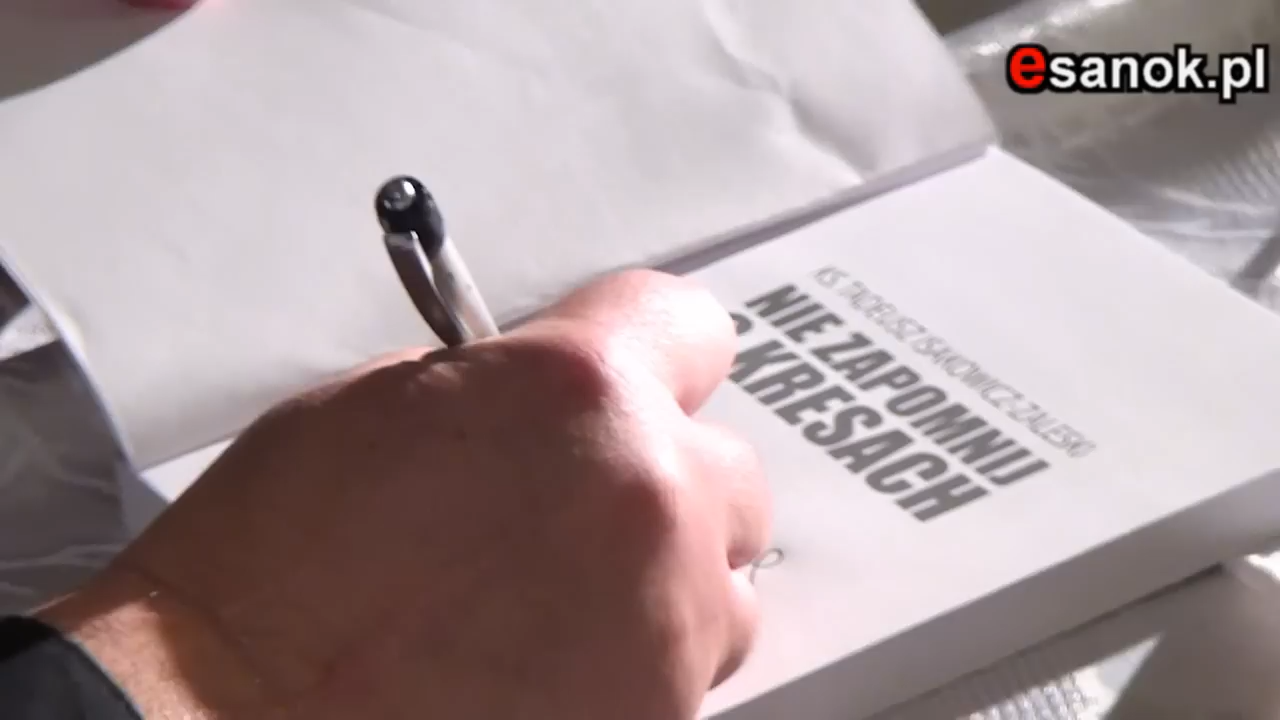 esanok.pl
KS. TADEUSZ ISAKOWICZ-ZALESKI
NIE ZAPOMNIJ
O KRESACH